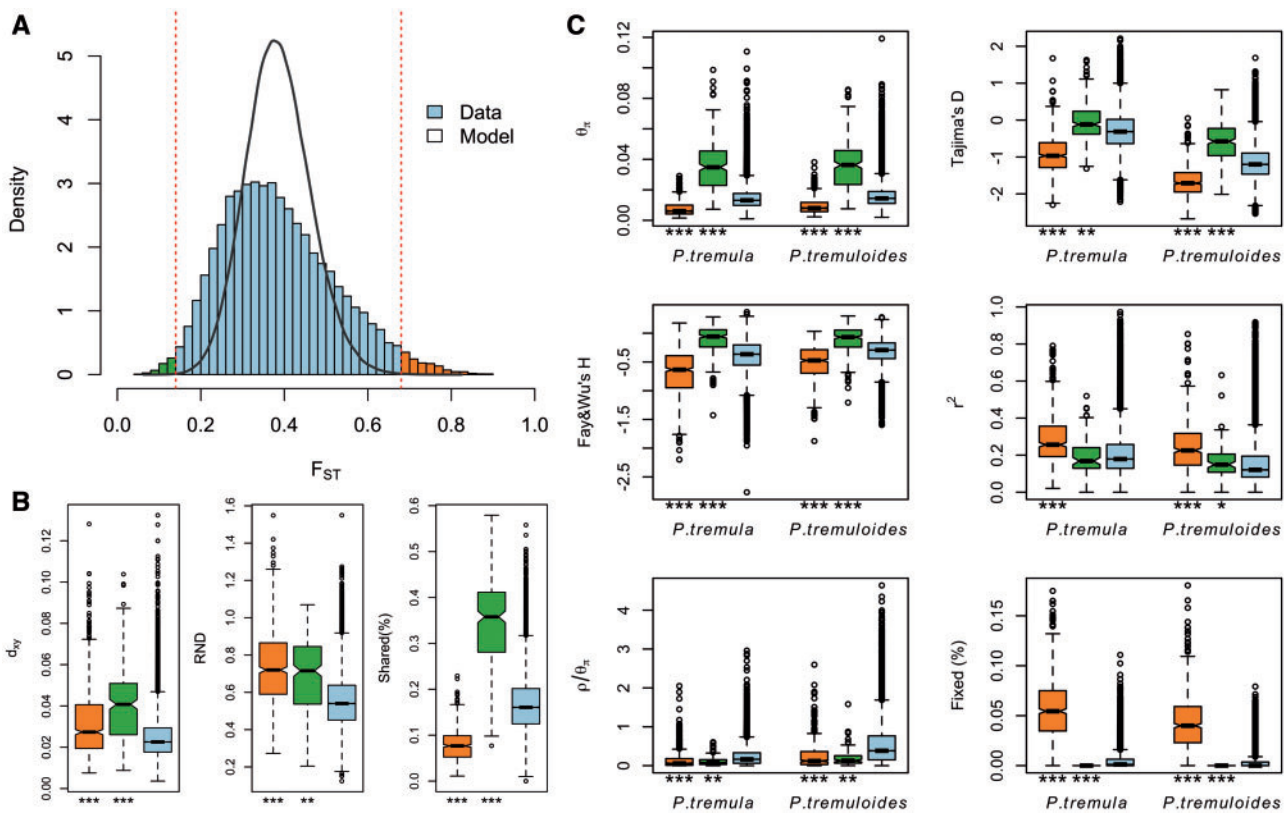 A
Density
5
4
3
2
1
0
Data
Model
0.0 0.2 0.4 0.6 0.8 1.0
FST
B
dxy
0.12
0.10
0.08
0.06
0.04
0.02
0.00
*** ***
RND
1.6
1.4
1.2
1.0
0.8
0.6
0.4
0.2
*** **
Shared(%)
0.6
0.5
0.4
0.3
0.2
0.1
0.0
*** ***
C
θπ
0.12
0.08
0.04
0.00
*** *** *** ***
P.tremula P.tremuloides
Tajima's D
2
1
0
-1
-2
*** ** *** ***
P.tremula P.tremuloides
Fay&Wu's H
-0.5
-1.5
-2.5
*** *** *** ***
P.tremula P.tremuloides
r2
1.0
0.8
0.6
0.4
0.2
0.0
*** *** *
P.tremula P.tremuloides
ρ/θπ
4
3
2
1
0
*** ** *** **
P.tremula P.tremuloides
Fixed (%)
0.15
0.10
0.05
0.00
*** *** *** ***
P.tremula P.tremuloides